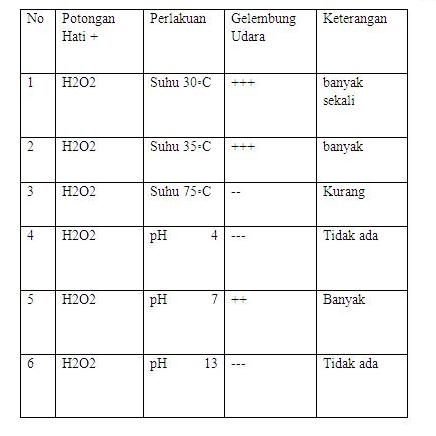 No Potongan Perlakuan Gelembung Keterangan
Hati + Udara
1 H2O2 Suhu 30◦C +++ banyak
sekali
2 H2O2 Suhu 35◦C +++ banyak
3 H2O2 Suhu 75◦C -- Kurang
4 H2O2 pH 4 --- Tidak ada
5 H2O2 pH 7 ++ Banyak
6 H2O2 pH 13 --- Tidak ada